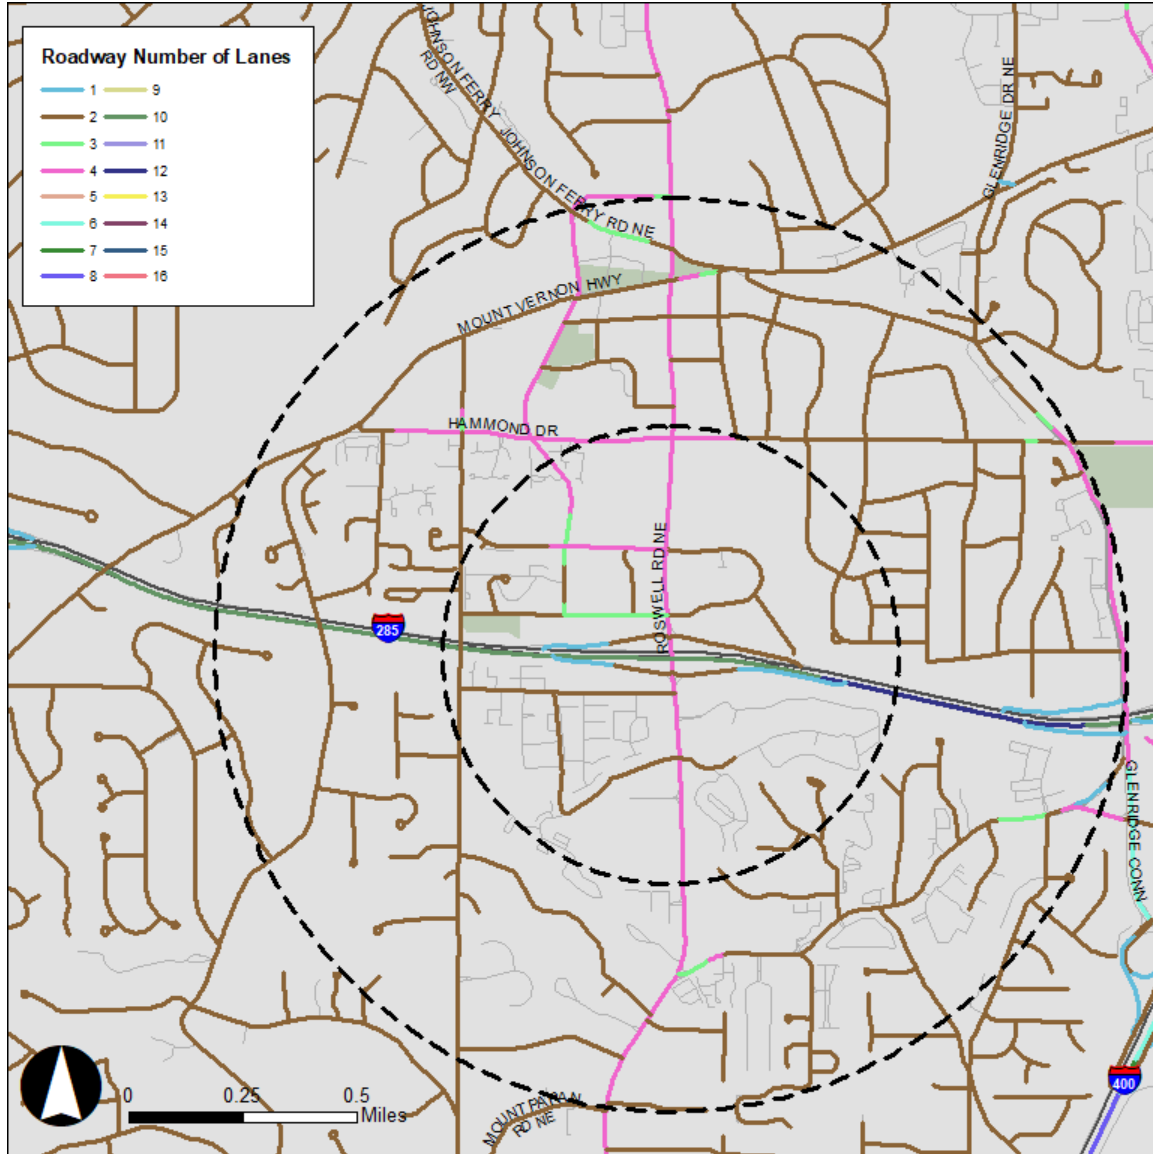 Roadway Number of Lanes
1 9
2 10
3 11
4 12
5 13
6 14
7 15
8 16
JOHNSON FERRY
RD NW
JOHNSON FERRY RD NE
GLENRIDGE DR NE
MOUNT VERNON HWY
HAMMOND DR
ROSWELL RD NE
285
GLENRIDGE CONN
400
MOUNT PARAN
RD NE
0 0.25 0.5
Miles